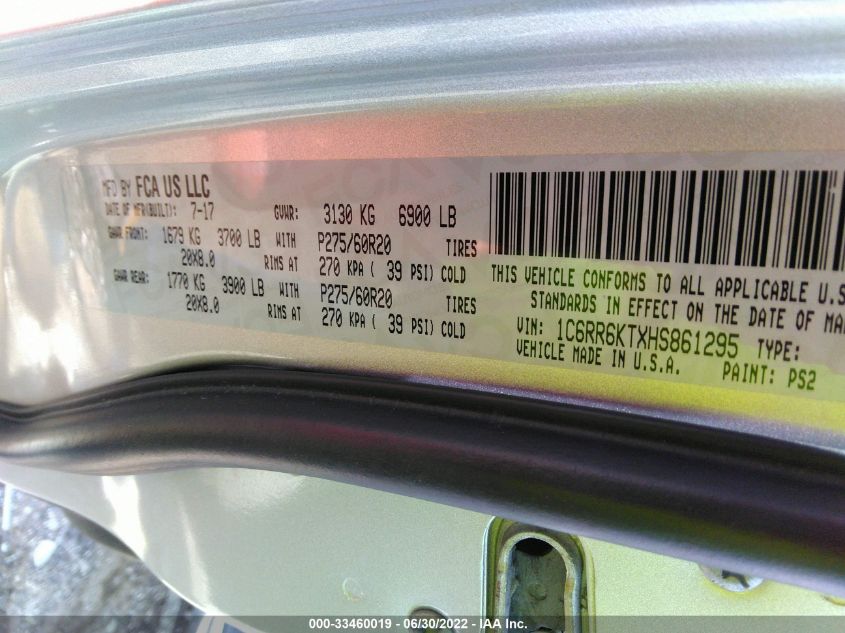 MFD BY FCA US LLC
DATE OF MFR(BUILT): 7-17 GVWR: 3130 KG 6900 LB
GAWR FRONT: 1679 KG 3700 LB WITH P275/60R20 TIRES
20X8.0 RIMS AT 270 KPA ( 39 PSI) COLD
GAWR REAR: 1770 KG 3900 LB WITH P275/60R20 TIRES
20X8.0 RIMS AT 270 KPA ( 39 PSI) COLD
THIS VEHICLE CONFORMS TO ALL APPLICABLE U.S
STANDARDS IN EFFECT ON THE DATE OF MA
VIN: 1C6RR6KTXHS861295 TYPE:
VEHICLE MADE IN U.S.A. PAINT: PS2
000-33460019 - 06/30/2022 - IAA Inc.